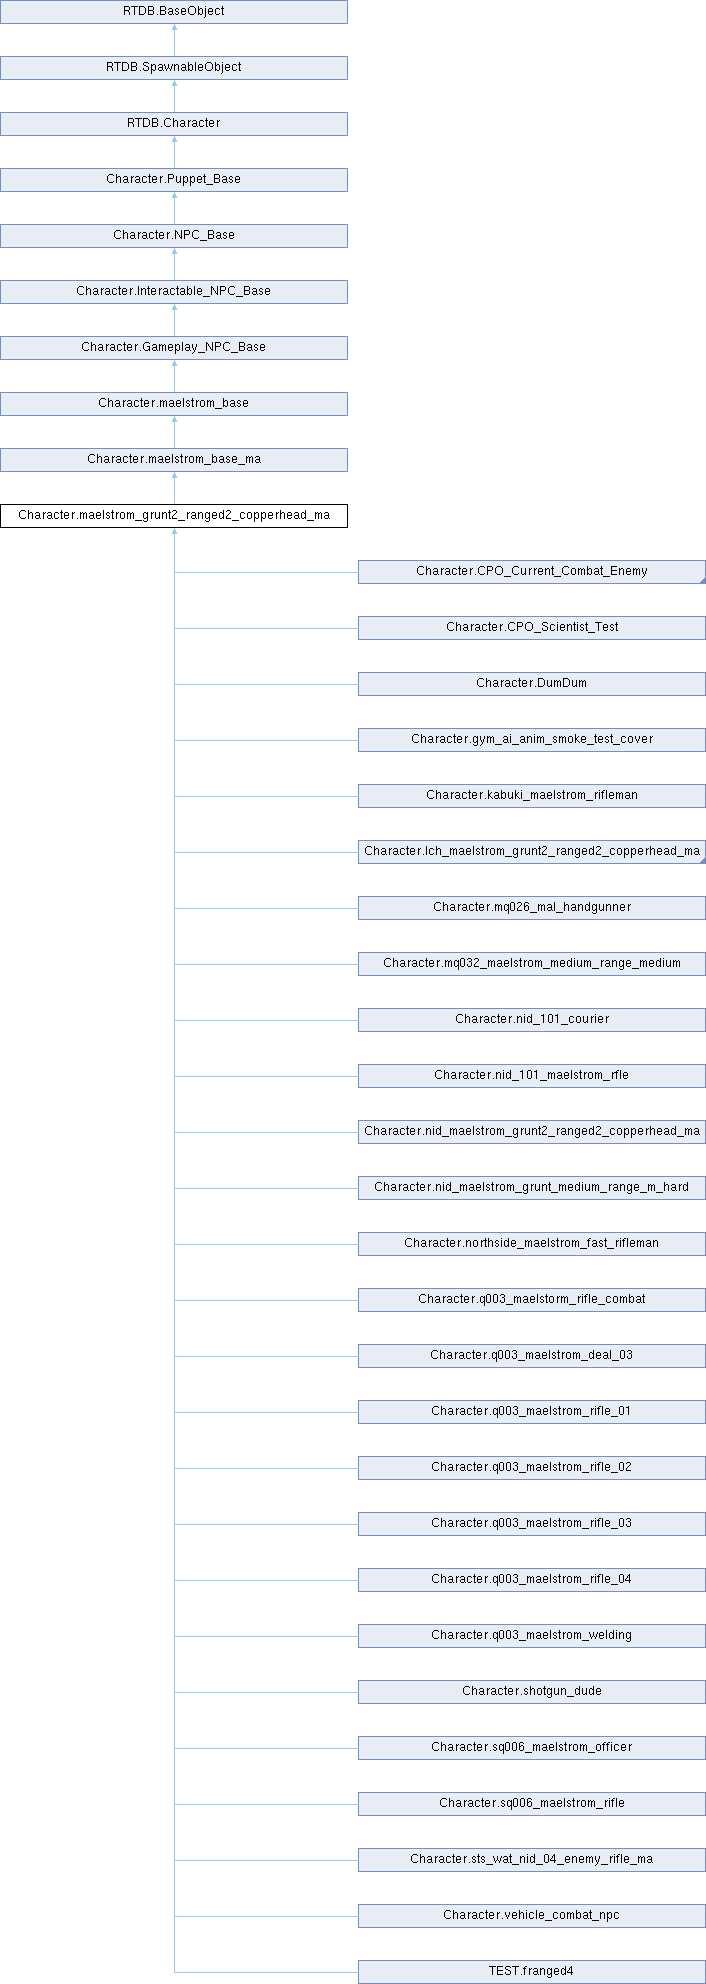 RTDB.BaseObject
RTDB.SpawnableObject
RTDB.Character
Character.Puppet_Base
Character.NPC_Base
Character.Interactable_NPC_Base
Character.Gameplay_NPC_Base
Character.maelstrom_base
Character.maelstrom_base_ma
Character.maelstrom_grunt2_ranged2_copperhead_ma
Character.CPO_Current_Combat_Enemy
Character.CPO_Scientist_Test
Character.DumDum
Character.gym_ai_anim_smoke_test_cover
Character.kabuki_maelstrom_rifleman
Character.lch_maelstrom_grunt2_ranged2_copperhead_ma
Character.mq026_mal_handgunner
Character.mq032_maelstrom_medium_range_medium
Character.nid_101_courier
Character.nid_101_maelstrom_rfle
Character.nid_maelstrom_grunt2_ranged2_copperhead_ma
Character.nid_maelstrom_grunt_medium_range_m_hard
Character.northside_maelstrom_fast_rifleman
Character.q003_maelstorm_rifle_combat
Character.q003_maelstrom_deal_03
Character.q003_maelstrom_rifle_01
Character.q003_maelstrom_rifle_02
Character.q003_maelstrom_rifle_03
Character.q003_maelstrom_rifle_04
Character.q003_maelstrom_welding
Character.shotgun_dude
Character.sq006_maelstrom_officer
Character.sq006_maelstrom_rifle
Character.sts_wat_nid_04_enemy_rifle_ma
Character.vehicle_combat_npc
TEST.franged4